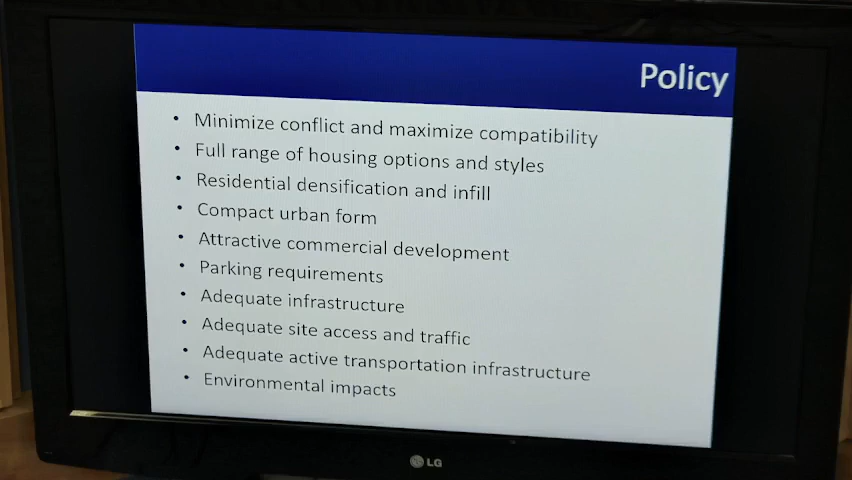 Policy
• Minimize conflict and maximize compatibility
• Full range of housing options and styles
• Residential densification and infill
• Compact urban form
• Attractive commercial development
• Parking requirements
• Adequate infrastructure
• Adequate site access and traffic
• Adequate active transportation infrastructure
• Environmental impacts
LG